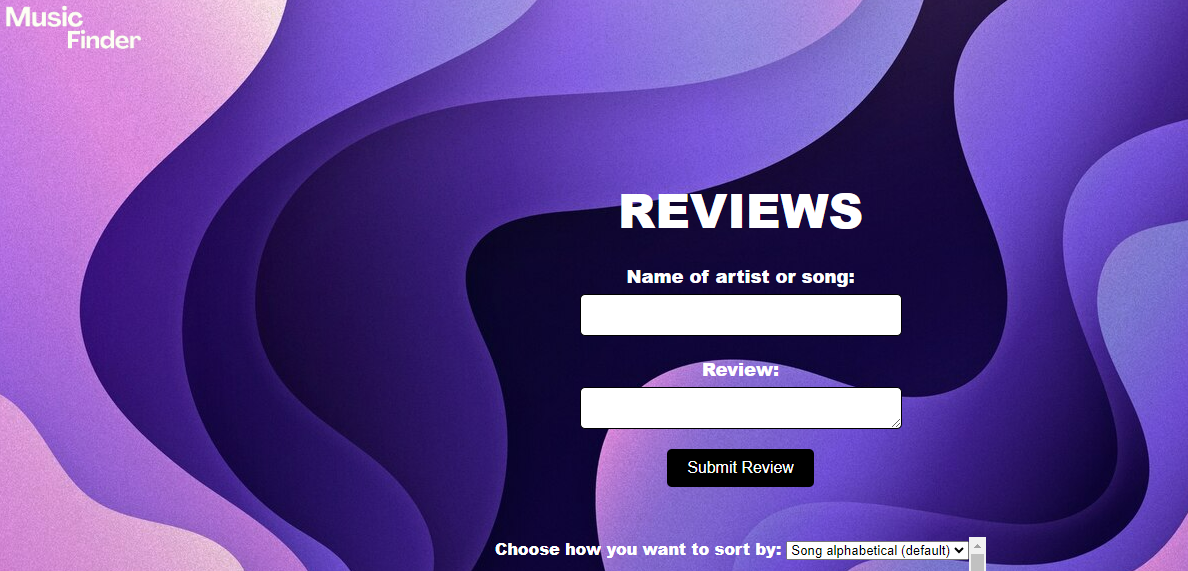 Music
Finder
REVIEWS
Name of artist or song:
Review:
Submit Review
Choose how you want to sort by: Song alphabetical (default)